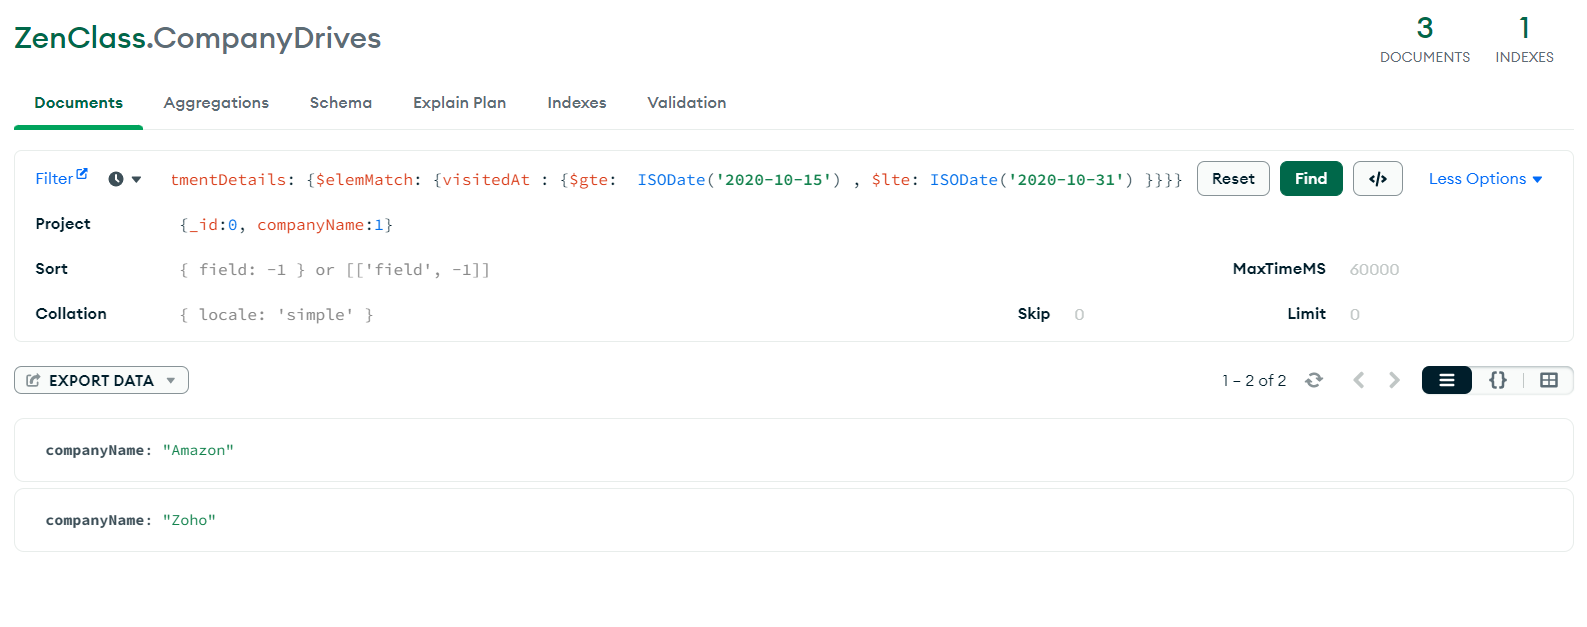 ZenClass.CompanyDrives
3 1
DOCUMENTS INDEXES
Documents Aggregations Schema Explain Plan Indexes Validation
Filter tmentDetails: {$elemMatch: {visitedAt : {$gte: ISODate('2020-10-15') , $lte: ISODate('2020-10-31') }}}} Reset Find </> Less Options
Project {_id:0, companyName:1}
Sort { field: -1 } or [['field', -1]] MaxTimeMS 60000
Collation { locale: 'simple' } Skip 0 Limit 0
EXPORT DATA 1 – 2 of 2 {}
companyName: "Amazon"
companyName: "Zoho"